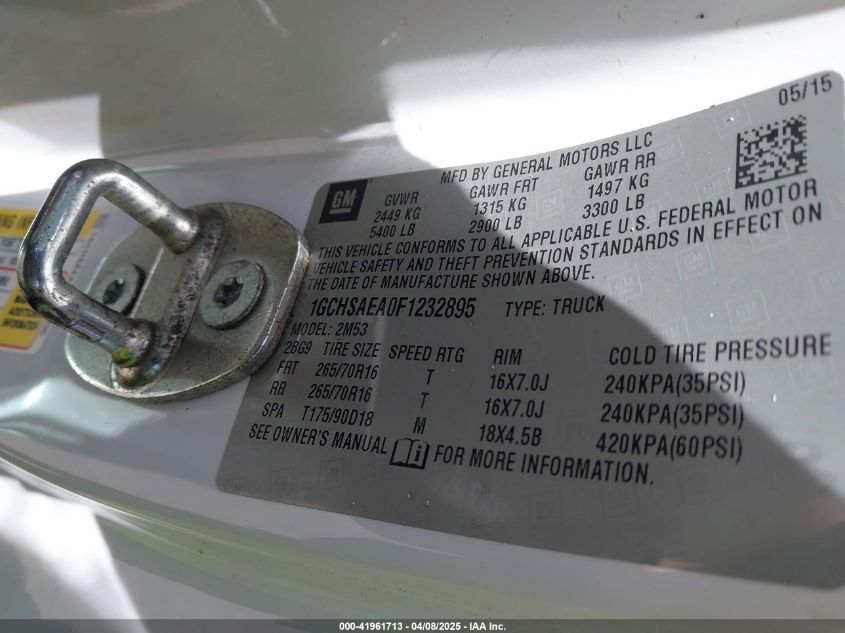 05/15
MFD BY GENERAL MOTORS LLC
GM
GVWR GAWR FRT GAWR RR
2449 KG 1315 KG 1497 KG
5400 LB 2900 LB 3300 LB
THIS VEHICLE CONFORMS TO ALL APPLICABLE U.S. FEDERAL MOTOR
VEHICLE SAFETY AND THEFT PREVENTION STANDARDS IN EFFECT ON
THE DATE OF MANUFACTURE SHOWN ABOVE.
1GCHSAEA0F1232895 TYPE: TRUCK
MODEL: 2M53
2BG9 TIRE SIZE SPEED RTG RIM COLD TIRE PRESSURE
FRT 265/70R16 T 16X7.0J 240KPA(35PSI)
RR 265/70R16 T 16X7.0J 240KPA(35PSI)
SPA T175/90D18 M 18X4.5B 420KPA(60PSI)
SEE OWNER'S MANUAL FOR MORE INFORMATION.
000-41961713 - 04/08/2025 - IAA Inc.